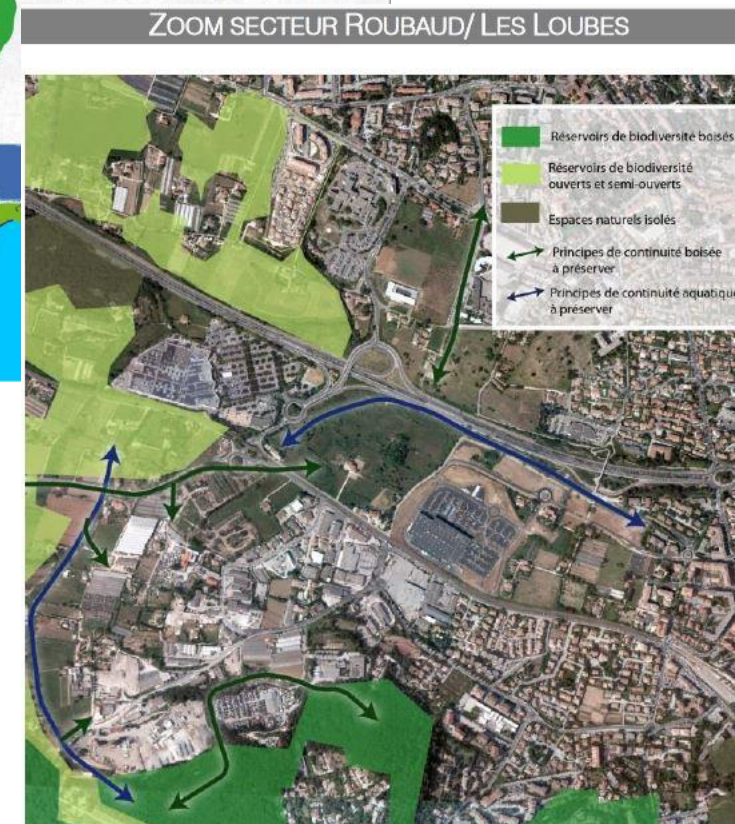 ZOOM SECTEUR ROUBAUD/ LES LOUBES
Réservoirs de biodiversité boisés
Réservoirs de biodiversité
ouverts et semi-ouverts
Espaces naturels isolés
Principes de continuité boisée
à préserver
Principes de continuité aquatique
à préserver